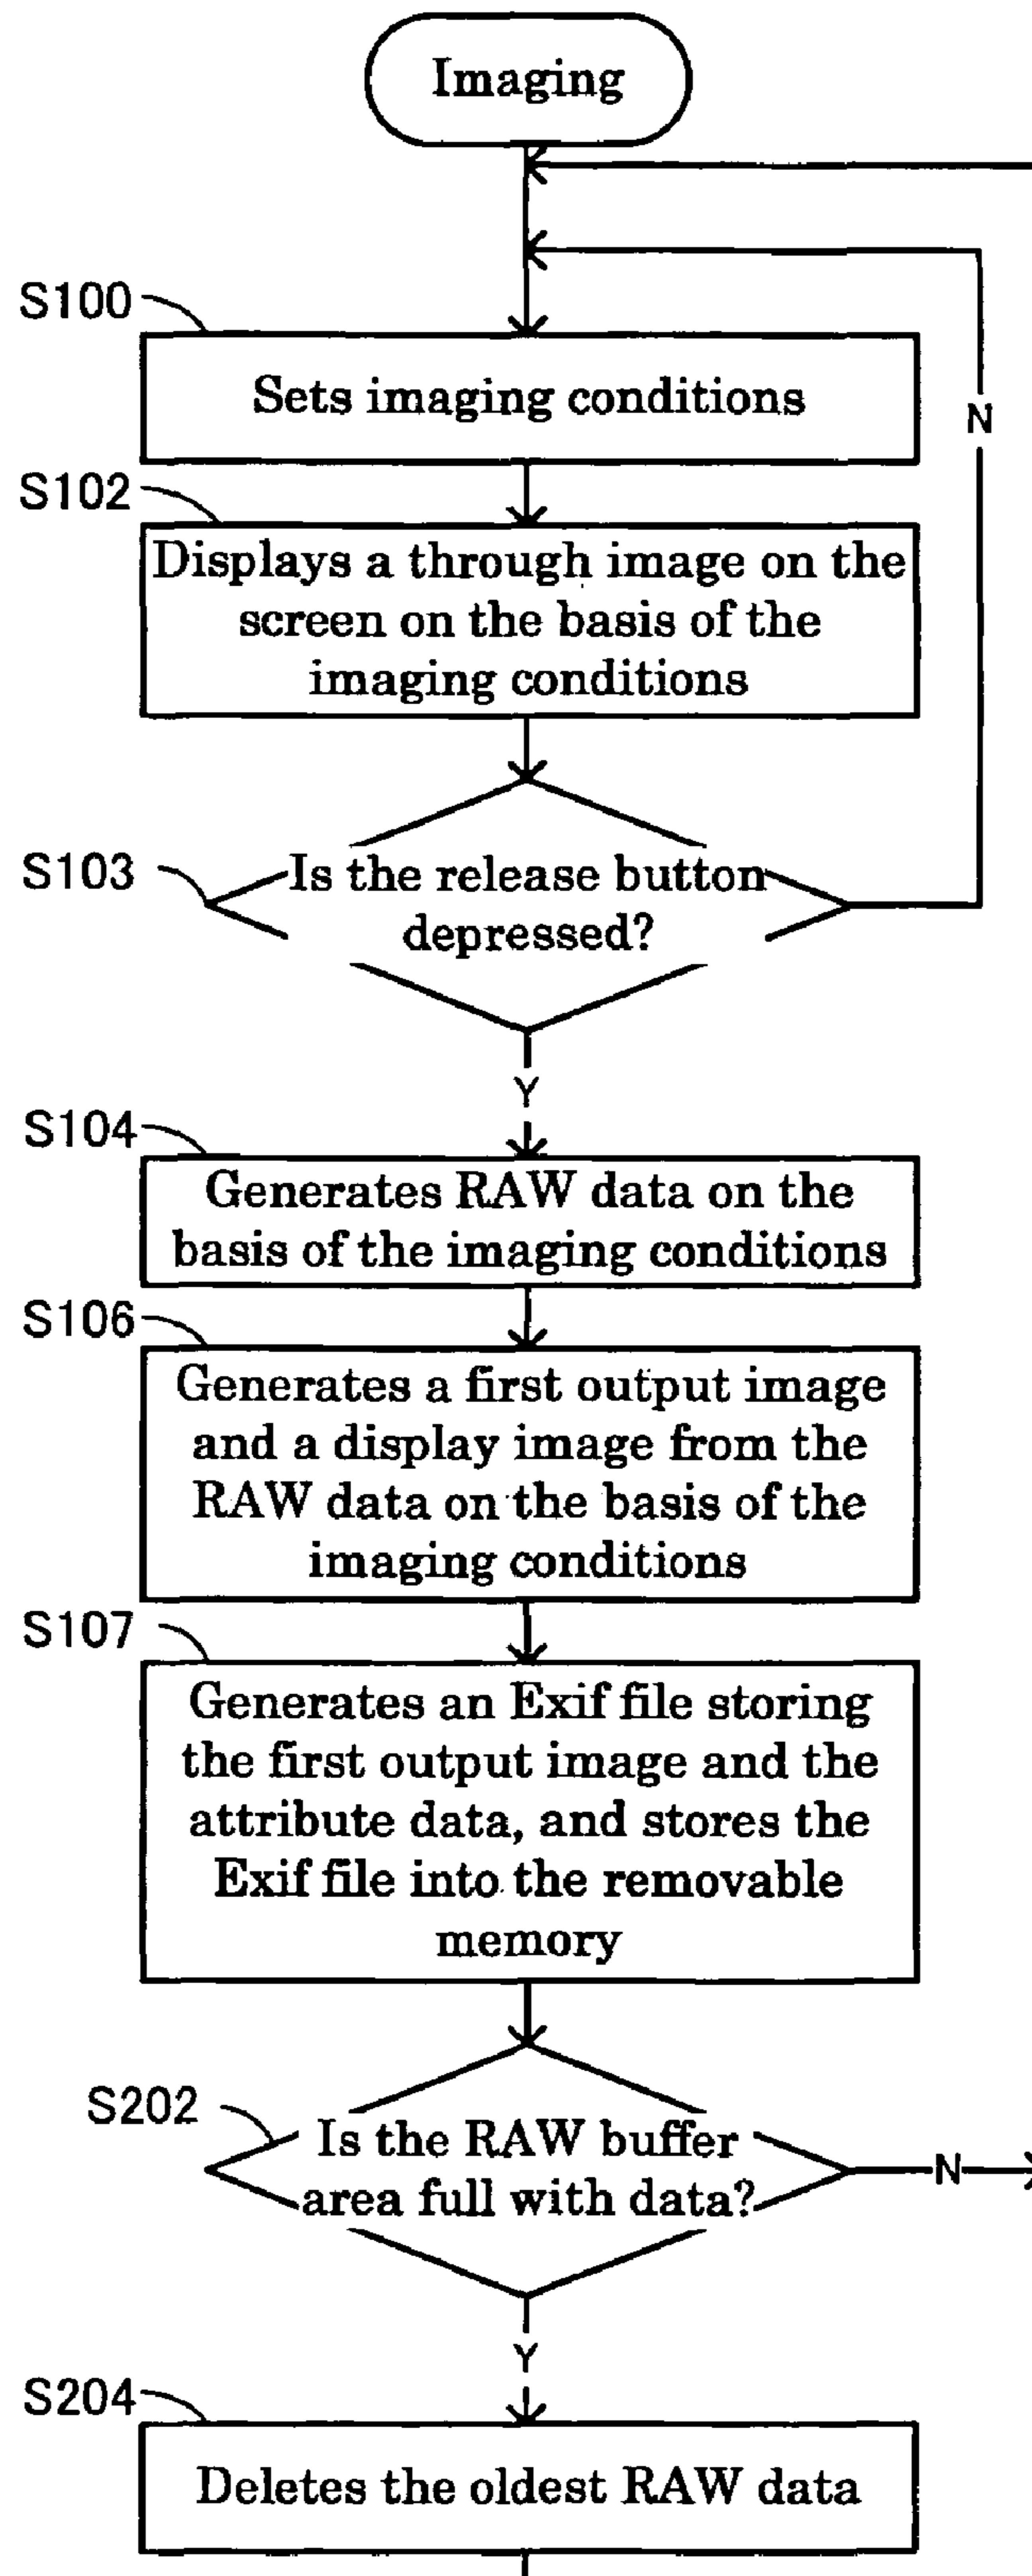 Imaging
S100
Sets imaging conditions
N
S102
Displays a through image on the
screen on the basis of the
imaging conditions
S103
Is the release button
depressed?
Y
S104
Generates RAW data on the
basis of the imaging conditions
S106
Generates a first output image
and a display image from the
RAW data on the basis of the
imaging conditions
S107
Generates an Exif file storing
the first output image and the
attribute data, and stores the
Exif file into the removable
memory
S202
Is the RAW buffer
area full with data?
N
Y
S204
Deletes the oldest RAW data